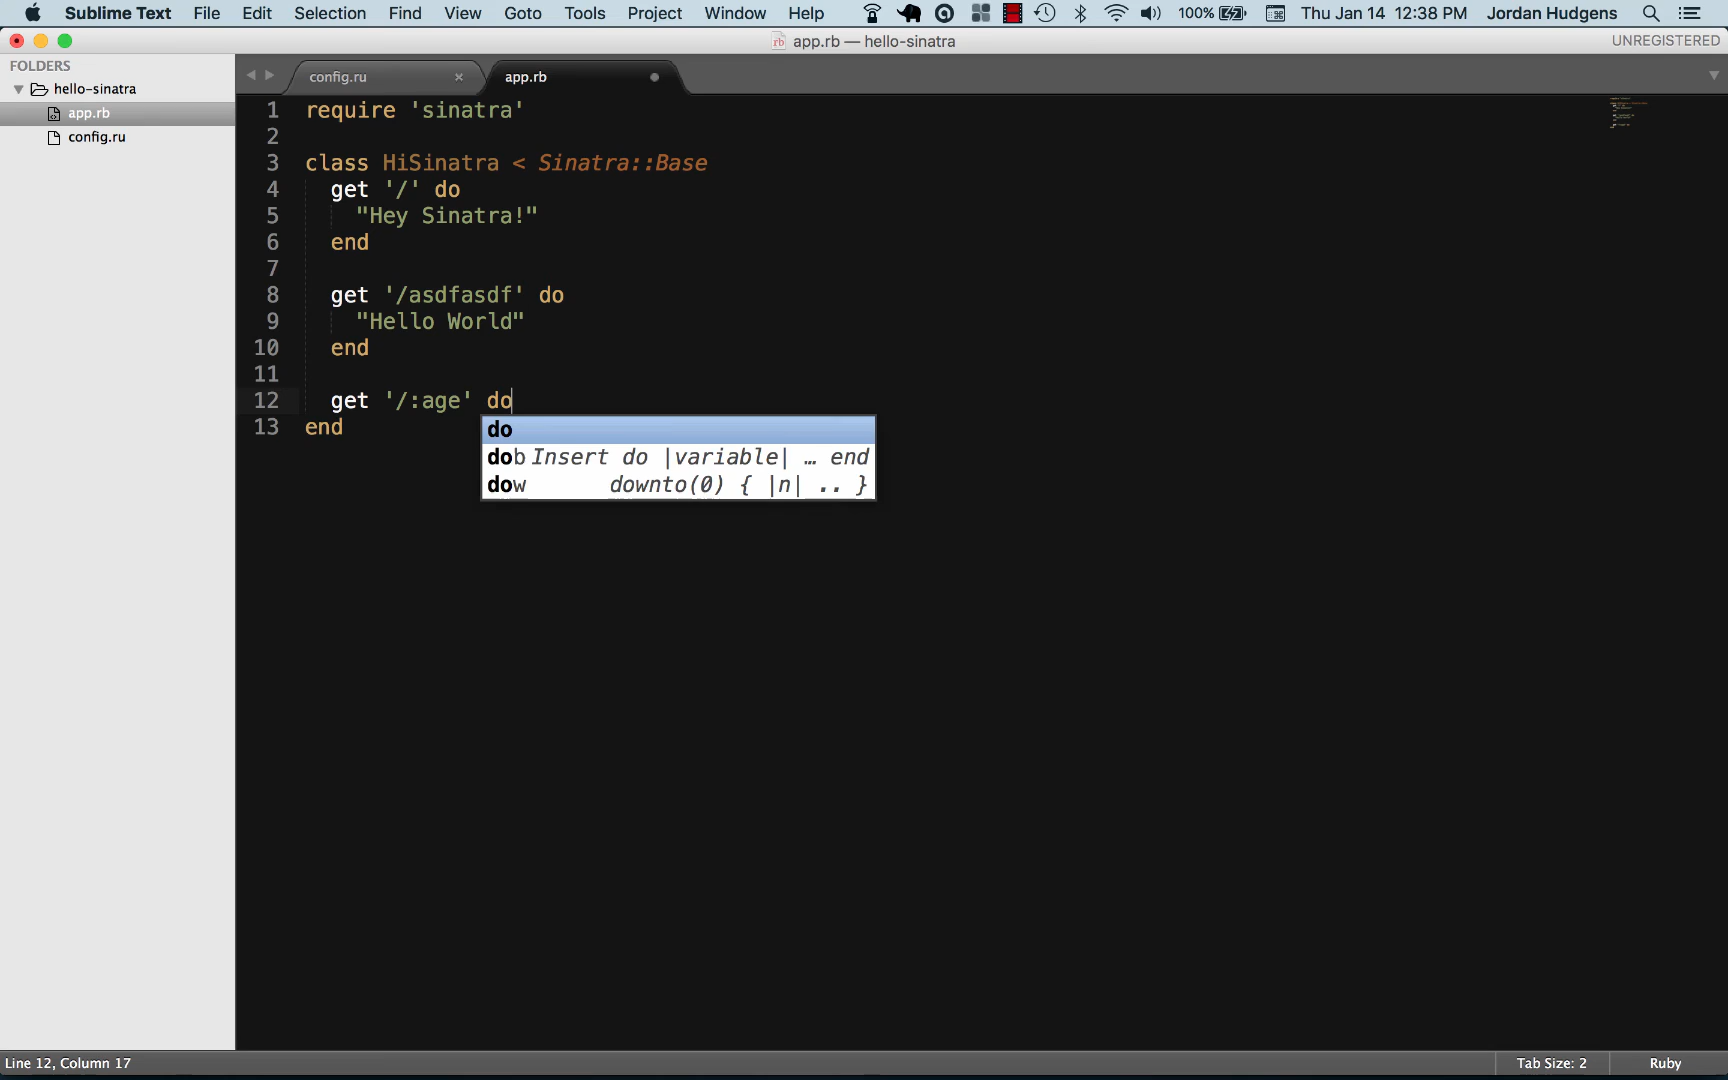 Sublime Text File Edit Selection Find View Goto Tools Project Window Help 100% Thu Jan 14 12:38 PM Jordan Hudgens
rb app.rb — hello-sinatra UNREGISTERED
FOLDERS
hello-sinatra
app.rb
config.ru
config.ru × app.rb
1 require 'sinatra'
2
3 class HiSinatra < Sinatra::Base
4 get '/' do
5 "Hey Sinatra!"
6 end
7
8 get '/asdfasdf' do
9 "Hello World"
10 end
11
12 get '/:age' do
13 end
do
dob Insert do |variable| … end
dow downto(0) { |n| .. }
Line 12, Column 17 Tab Size: 2 Ruby